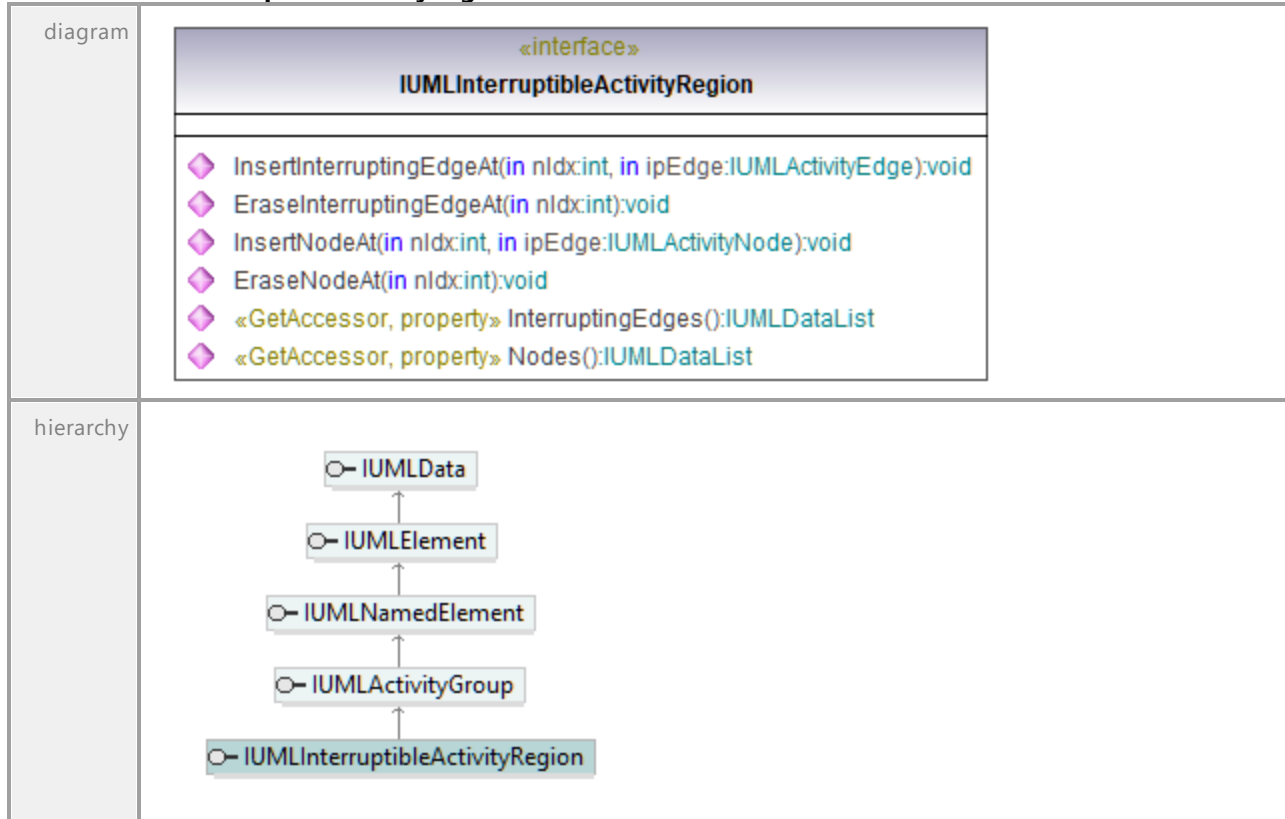 diagram
«interface»
IUMLInterruptibleActivityRegion
InsertInterruptingEdgeAt(in nIdx:int, in ipEdge:IUMLActivityEdge):void
EraseInterruptingEdgeAt(in nIdx:int):void
InsertNodeAt(in nIdx:int, in ipEdge:IUMLActivityNode):void
EraseNodeAt(in nIdx:int):void
«GetAccessor, property» InterruptingEdges():IUMLDataList
«GetAccessor, property» Nodes():IUMLDataList
hierarchy
IUMLData
IUMLElement
IUMLNamedElement
IUMLActivityGroup
IUMLInterruptibleActivityRegion